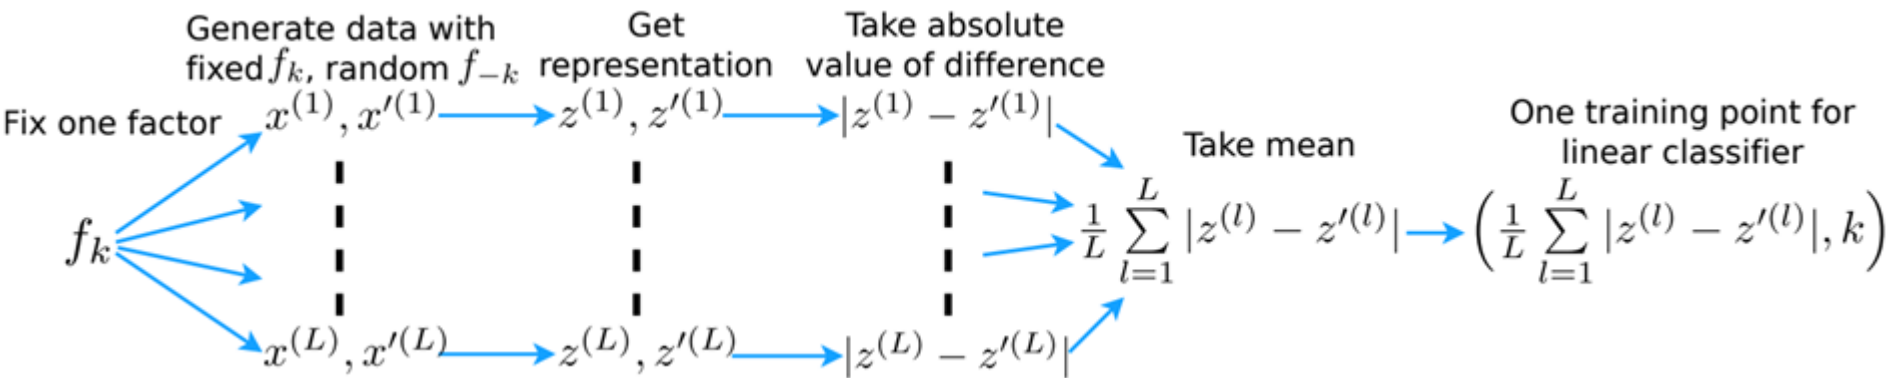 Fix one factor
$f_k$
Generate data with
fixed $f_k$, random $f_{-k}$
$x^{(1)}, x'^{(1)}$
$x^{(L)}, x'^{(L)}$
Get
representation
$z^{(1)}, z'^{(1)}$
$z^{(L)}, z'^{(L)}$
Take absolute
value of difference
$|z^{(1)} - z'^{(1)}|$
$|z^{(L)} - z'^{(L)}|$
Take mean
$\frac{1}{L} \sum_{l=1}^{L} |z^{(l)} - z'^{(l)}|$
One training point for
linear classifier
$\left( \frac{1}{L} \sum_{l=1}^{L} |z^{(l)} - z'^{(l)}|, k \right)$